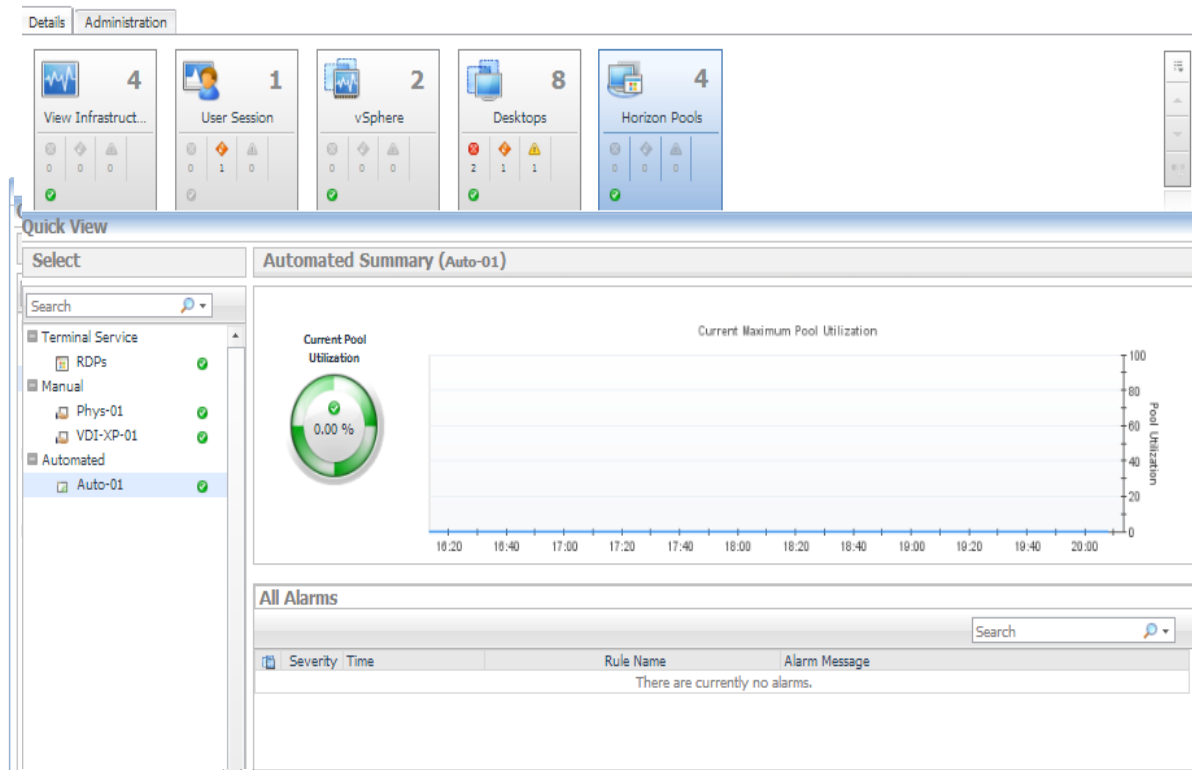 Details Administration
4 1 2 8 4
View Infrastruct... User Session vSphere Desktops Horizon Pools
0 0 0 0 1 0 0 0 0 2 1 1 0 0 0
Quick View
Select
Automated Summary (Auto-01)
Search
Terminal Service
RDPs
Manual
Phys-01
VDI-XP-01
Automated
Auto-01
Current Pool
Utilization
0.00 %
Current Maximum Pool Utilization
100
80
60
40
20
0
Pool Utilization
16:20 16:40 17:00 17:20 17:40 18:00 18:20 18:40 19:00 19:20 19:40 20:00
All Alarms
Search
Severity Time Rule Name Alarm Message
There are currently no alarms.